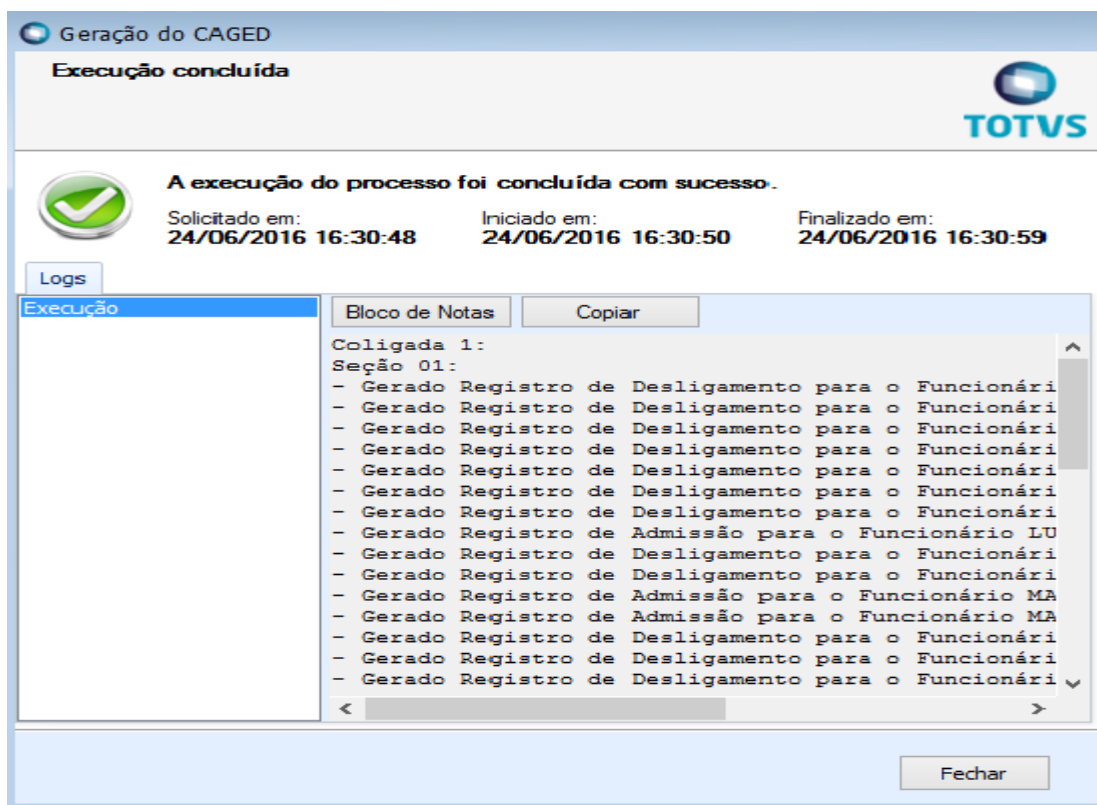 Geração do CAGED
Execução concluída
TOTVS
A execução do processo foi concluída com sucesso.
Solicitado em: Iniciado em: Finalizado em:
24/06/2016 16:30:48 24/06/2016 16:30:50 24/06/2016 16:30:59
Logs
Execução
Bloco de Notas Copiar
Coligada 1:
Seção 01:
- Gerado Registro de Desligamento para o Funcionári
- Gerado Registro de Desligamento para o Funcionári
- Gerado Registro de Desligamento para o Funcionári
- Gerado Registro de Desligamento para o Funcionári
- Gerado Registro de Desligamento para o Funcionári
- Gerado Registro de Desligamento para o Funcionári
- Gerado Registro de Desligamento para o Funcionári
- Gerado Registro de Admissão para o Funcionário LU
- Gerado Registro de Desligamento para o Funcionári
- Gerado Registro de Desligamento para o Funcionári
- Gerado Registro de Admissão para o Funcionário MA
- Gerado Registro de Admissão para o Funcionário MA
- Gerado Registro de Desligamento para o Funcionári
- Gerado Registro de Desligamento para o Funcionári
- Gerado Registro de Desligamento para o Funcionári
Fechar